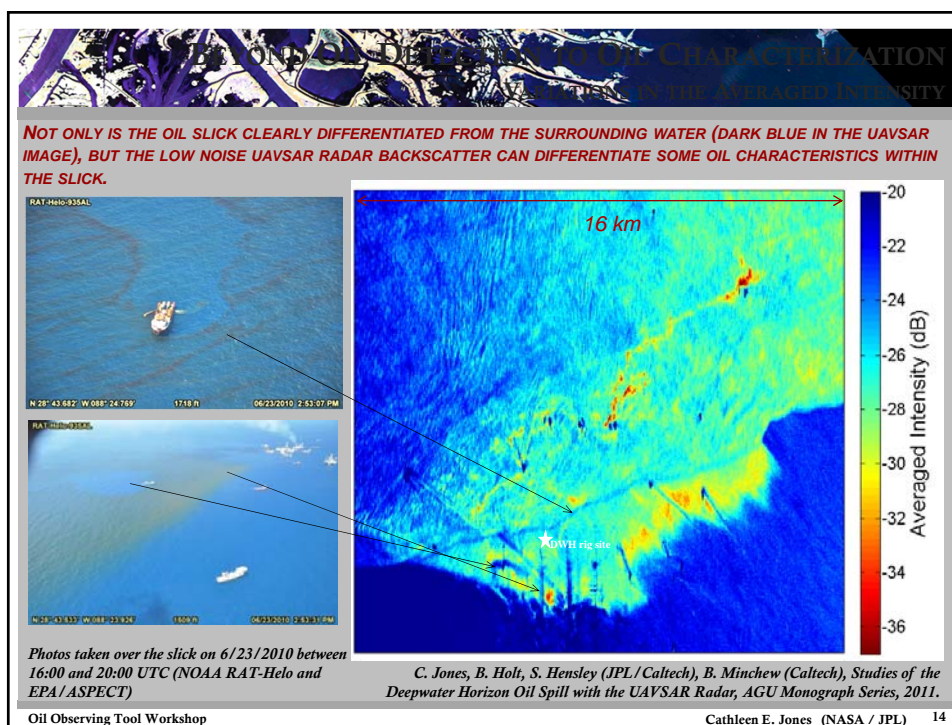 BEYOND OIL DETECTION TO OIL CHARACTERIZATION
VARIATIONS IN THE AVERAGED INTENSITY
NOT ONLY IS THE OIL SLICK CLEARLY DIFFERENTIATED FROM THE SURROUNDING WATER (DARK BLUE IN THE UAVSAR
IMAGE), BUT THE LOW NOISE UAVSAR RADAR BACKSCATTER CAN DIFFERENTIATE SOME OIL CHARACTERISTICS WITHIN
THE SLICK.
RAT-Helo-935AL
N 28° 43.682' W 088° 24.769' 1718 ft 06/23/2010 2:53:07 PM
RAT-Helo-935AL
1609 ft 06/23/2010 2:53:31 PM
16 km
DWH rig site
-20
-22
-24
-26
-28
-30
-32
-34
-36
Averaged Intensity (dB)
Photos taken over the slick on 6/23/2010 between
16:00 and 20:00 UTC (NOAA RAT-Helo and
EPA/ASPECT)
C. Jones, B. Holt, S. Hensley (JPL/Caltech), B. Minchew (Caltech), Studies of the
Deepwater Horizon Oil Spill with the UAVSAR Radar, AGU Monograph Series, 2011.
Oil Observing Tool Workshop
Cathleen E. Jones (NASA / JPL) 14